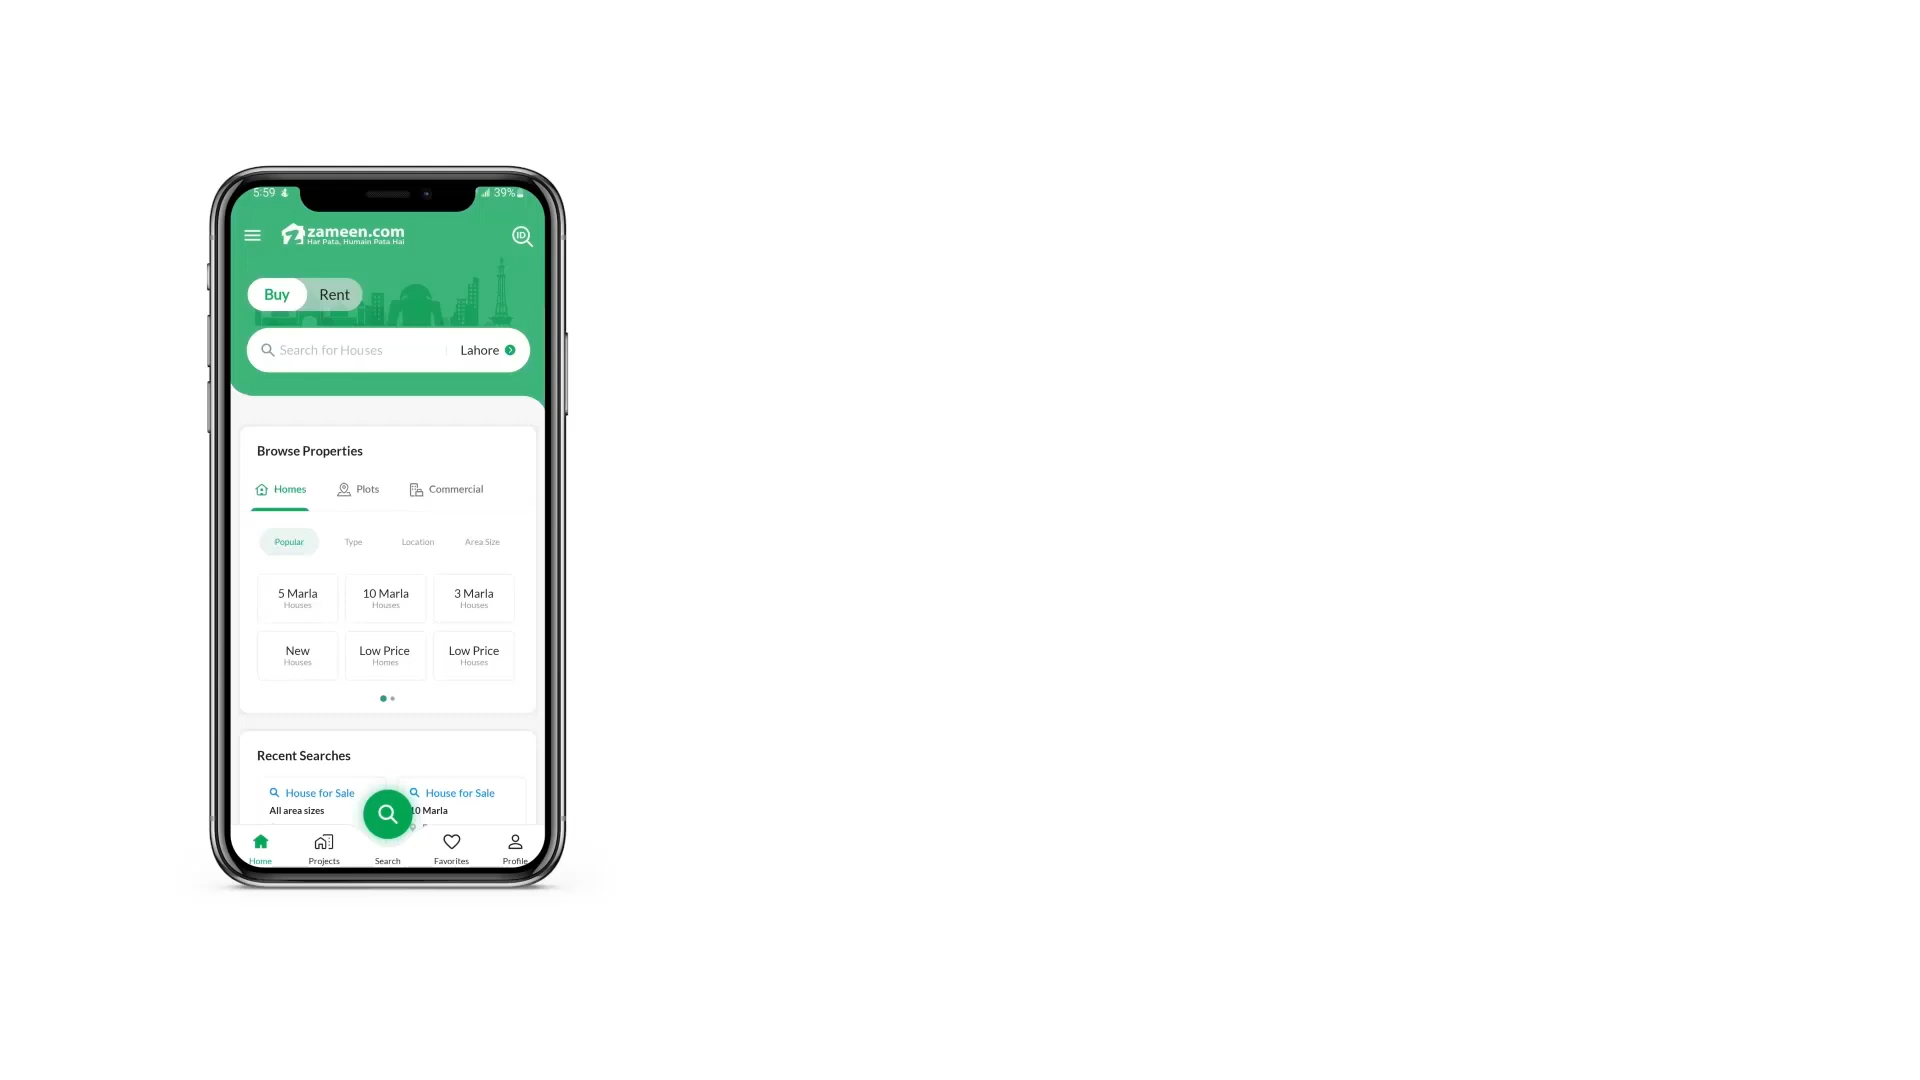 5:59
39%
zameen.com
Har Pata, Humain Pata Hai
ID
Buy Rent
Search for Houses Lahore
Browse Properties
Homes Plots Commercial
Popular Type Location Area Size
5 Marla 10 Marla 3 Marla
Houses Houses Houses
New Low Price Low Price
Houses Homes Houses
Recent Searches
House for Sale House for Sale
All area sizes 10 Marla
Home Projects Search Favorites Profile